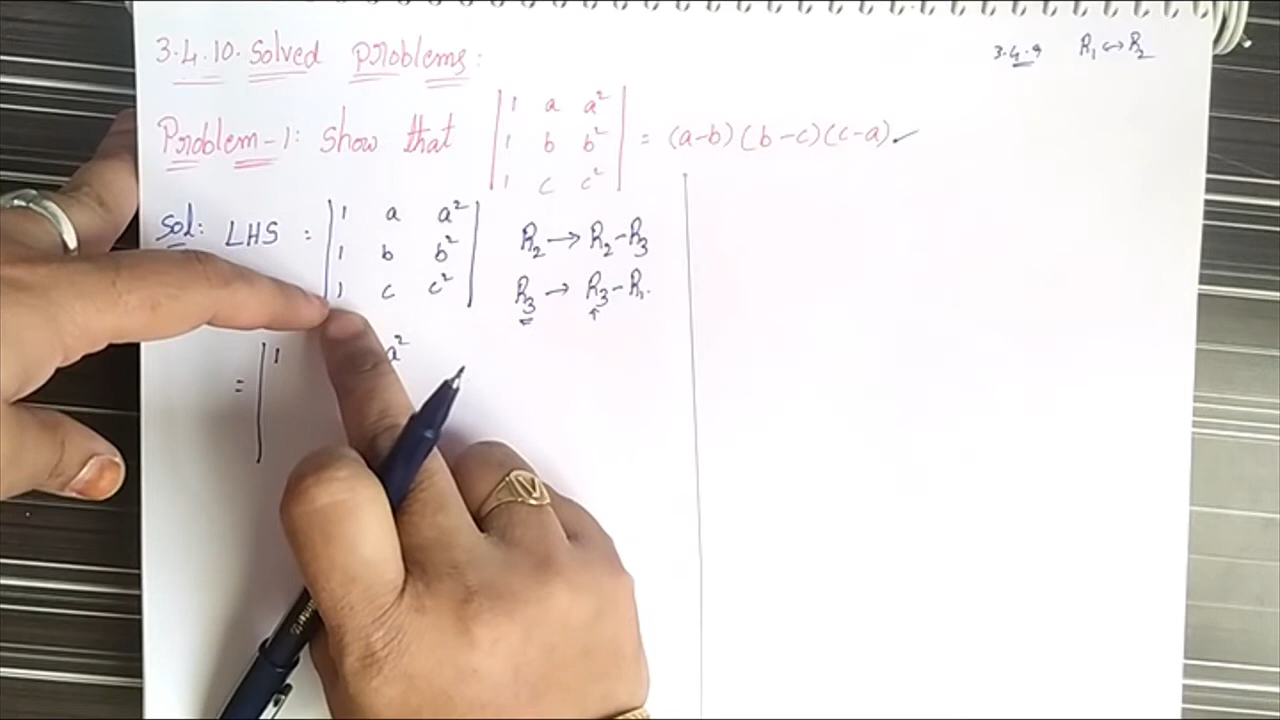 3.4.10. Solved Problems:
3.4.9 R₁↔R₂
Problem-1: Show that | 1 a a² | = (a-b)(b-c)(c-a) ✓
| 1 b b² |
| 1 c c² |
Sol: LHS = | 1 a a² | R₂→R₂-R₃
| 1 b b² |
| 1 c c² | R₃→R₃-R₁.
= | 1 a²